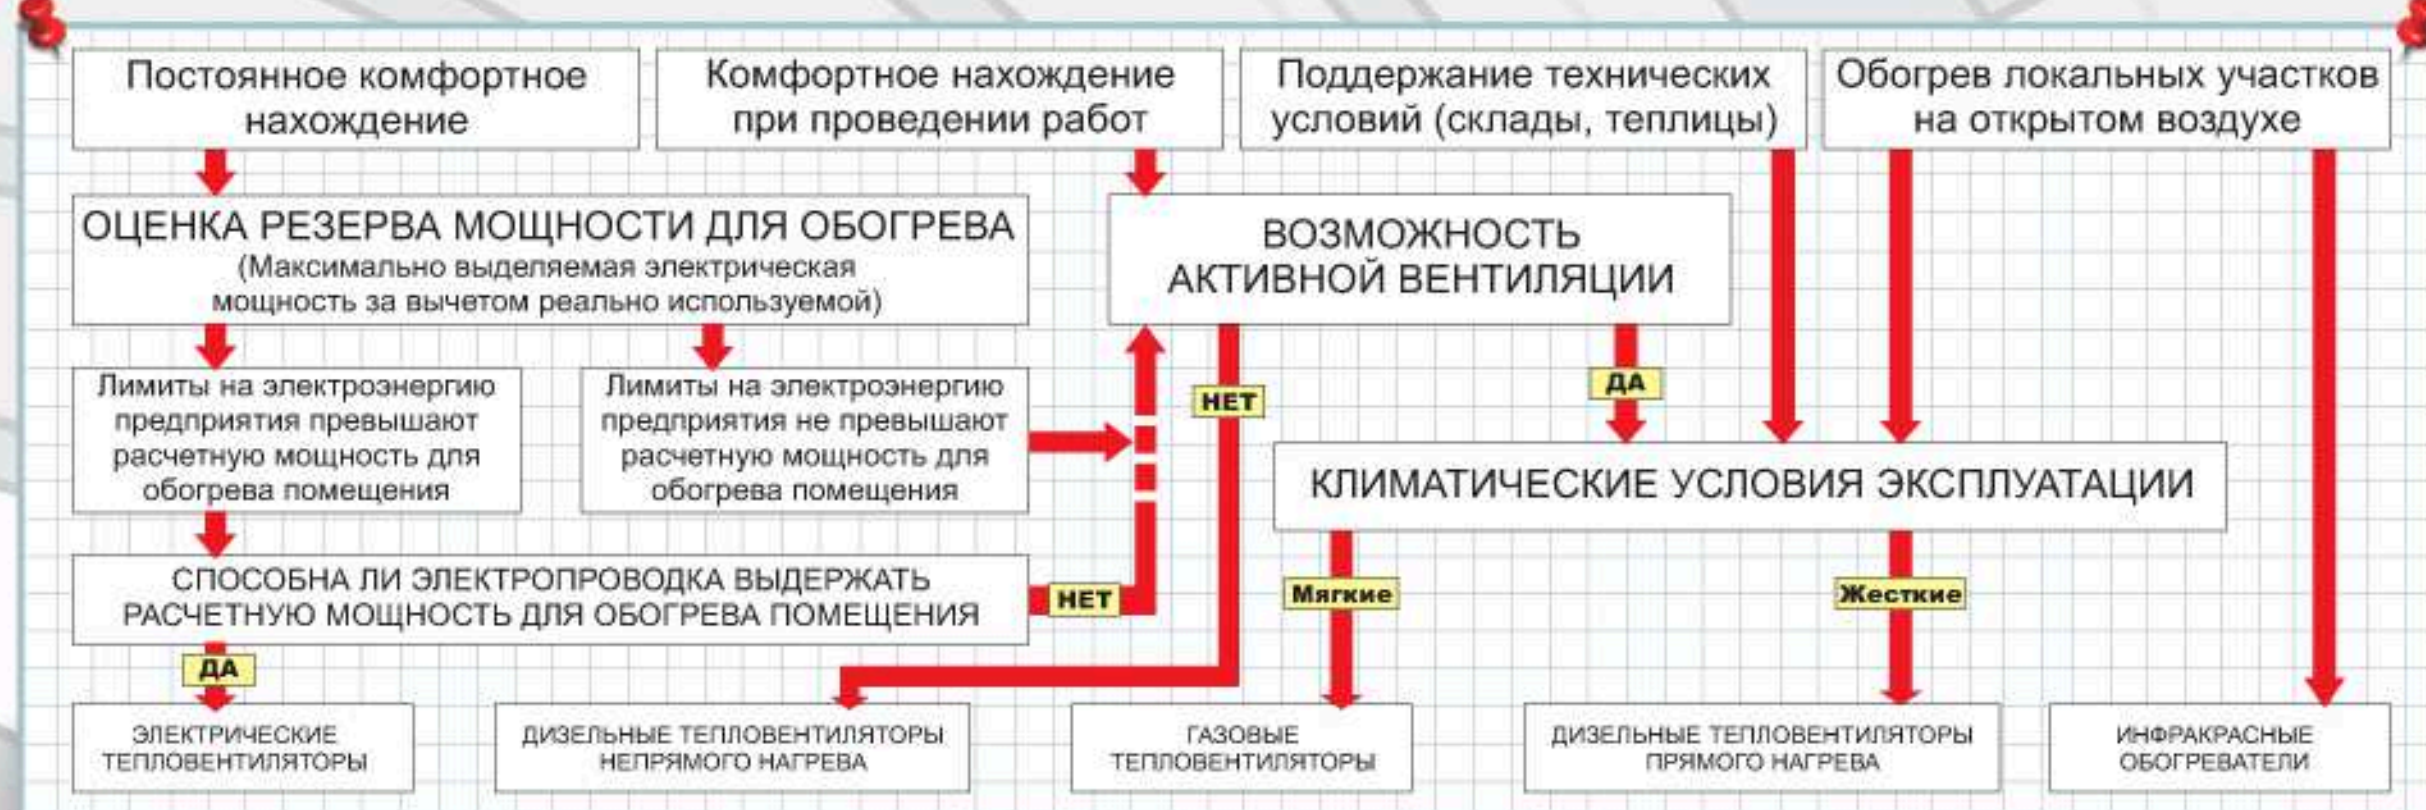 Постоянное комфортное
нахождение
Комфортное нахождение
при проведении работ
Поддержание технических
условий (склады, теплицы)
Обогрев локальных участков
на открытом воздухе
ОЦЕНКА РЕЗЕРВА МОЩНОСТИ ДЛЯ ОБОГРЕВА
(Максимально выделяемая электрическая
мощность за вычетом реально используемой)
ВОЗМОЖНОСТЬ
АКТИВНОЙ ВЕНТИЛЯЦИИ
Лимиты на электроэнергию
предприятия превышают
расчетную мощность для
обогрева помещения
Лимиты на электроэнергию
предприятия не превышают
расчетную мощность для
обогрева помещения
НЕТ
ДА
КЛИМАТИЧЕСКИЕ УСЛОВИЯ ЭКСПЛУАТАЦИИ
СПОСОБНА ЛИ ЭЛЕКТРОПРОВОДКА ВЫДЕРЖАТЬ
РАСЧЕТНУЮ МОЩНОСТЬ ДЛЯ ОБОГРЕВА ПОМЕЩЕНИЯ
НЕТ
Мягкие
Жесткие
ДА
ЭЛЕКТРИЧЕСКИЕ
ТЕПЛОВЕНТИЛЯТОРЫ
ДИЗЕЛЬНЫЕ ТЕПЛОВЕНТИЛЯТОРЫ
НЕПРЯМОГО НАГРЕВА
ГАЗОВЫЕ
ТЕПЛОВЕНТИЛЯТОРЫ
ДИЗЕЛЬНЫЕ ТЕПЛОВЕНТИЛЯТОРЫ
ПРЯМОГО НАГРЕВА
ИНФРАКРАСНЫЕ
ОБОГРЕВАТЕЛИ